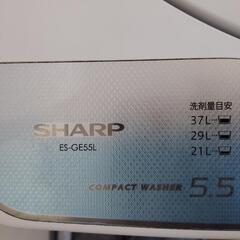 洗剤量目安
37L
29L
21L
SHARP
ES-GE55L
COMPACT WASHER 5.5